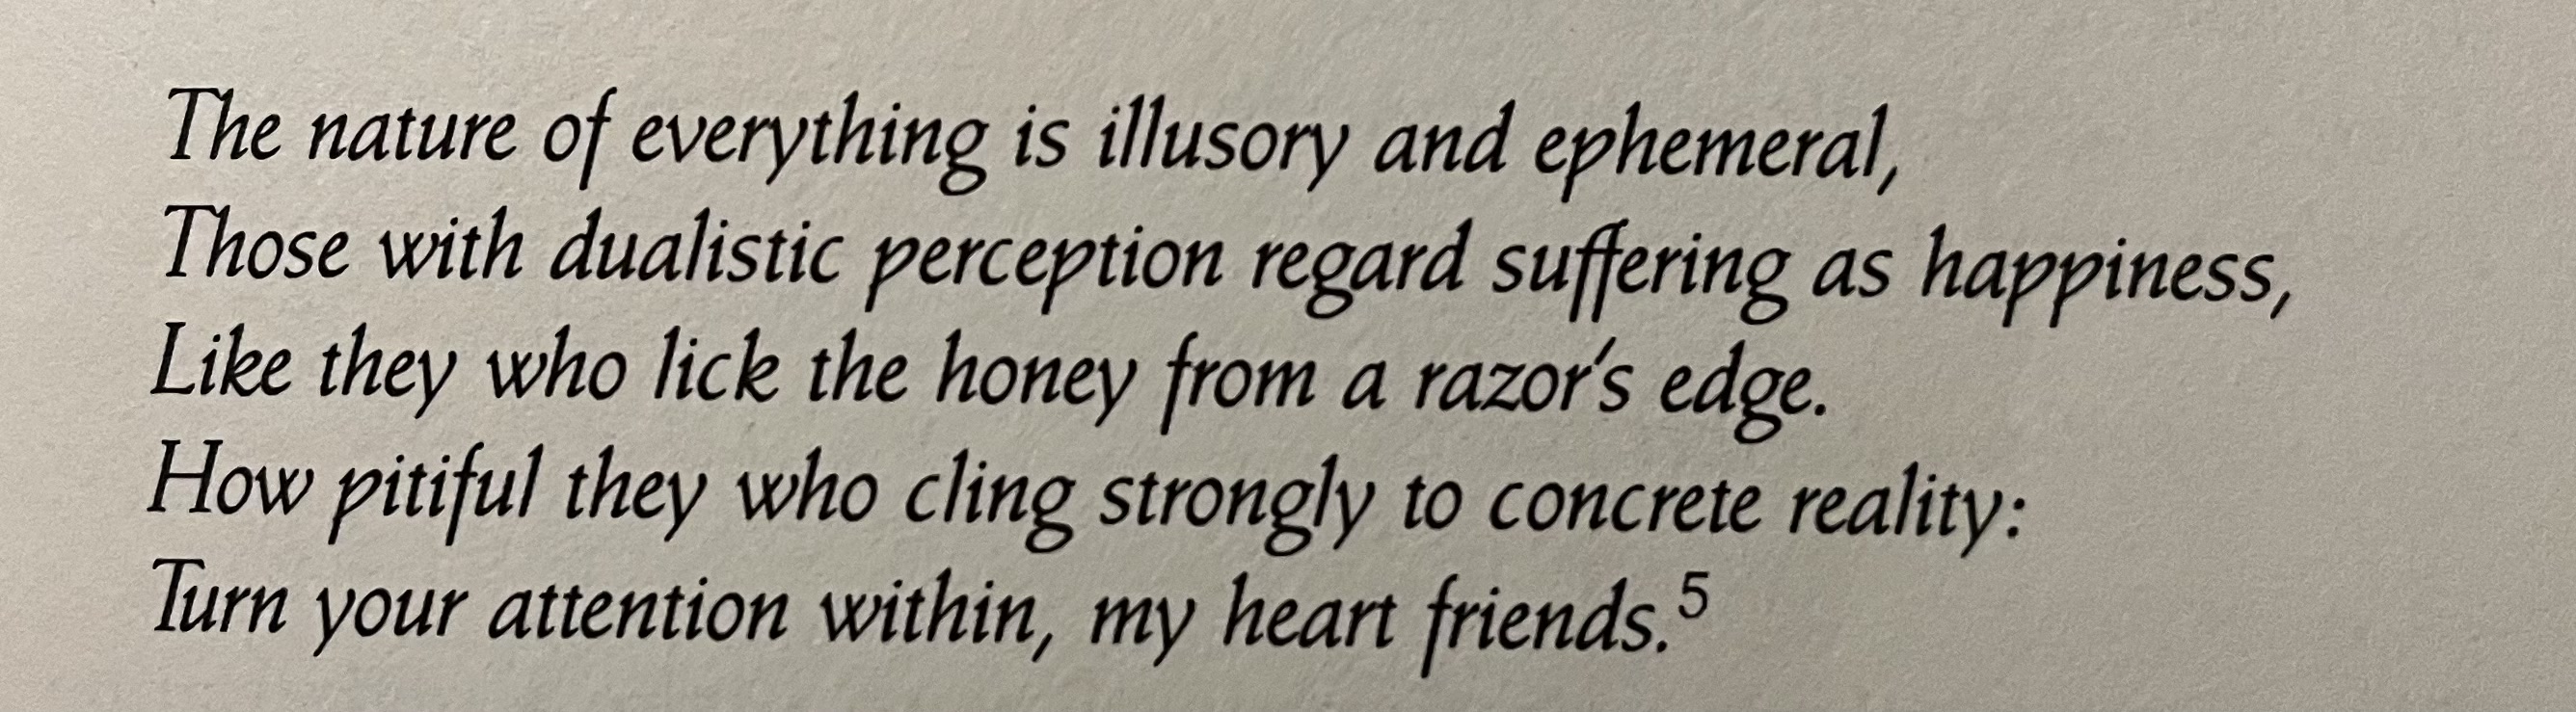 The nature of everything is illusory and ephemeral,
Those with dualistic perception regard suffering as happiness,
Like they who lick the honey from a razor's edge.
How pitiful they who cling strongly to concrete reality:
Turn your attention within, my heart friends.⁵